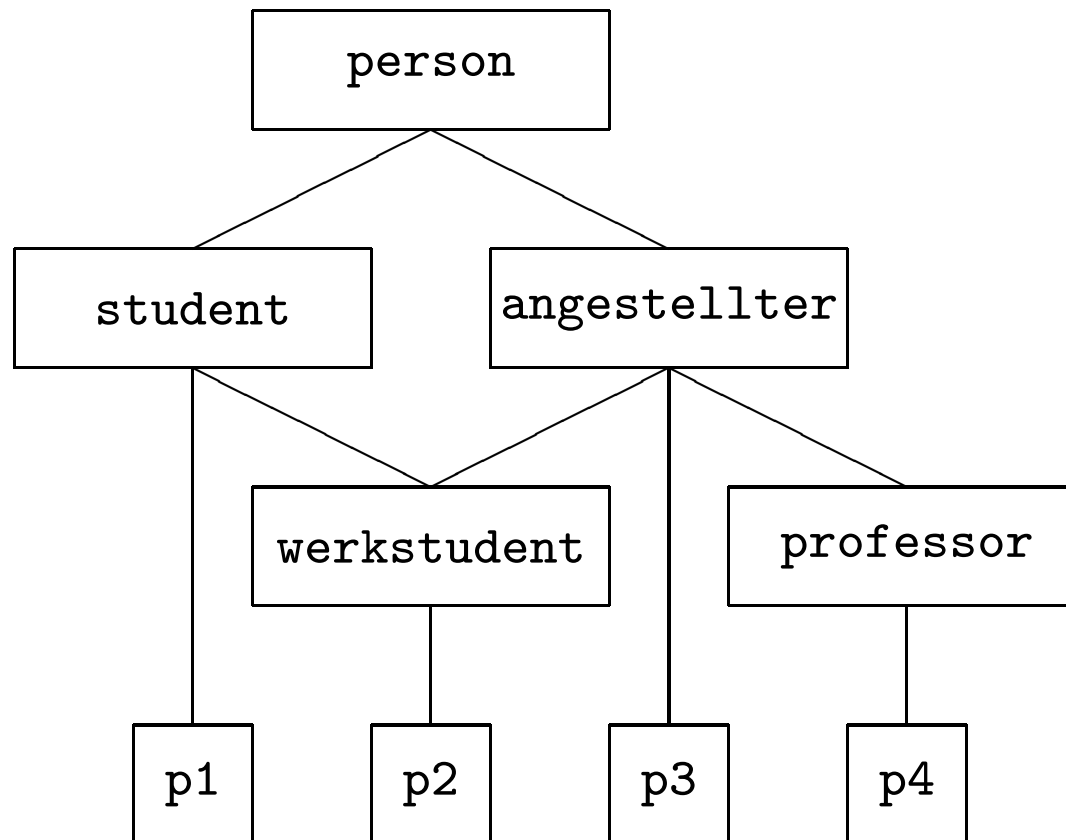 person
student
angestellter
werkstudent
professor
p1
p2
p3
p4